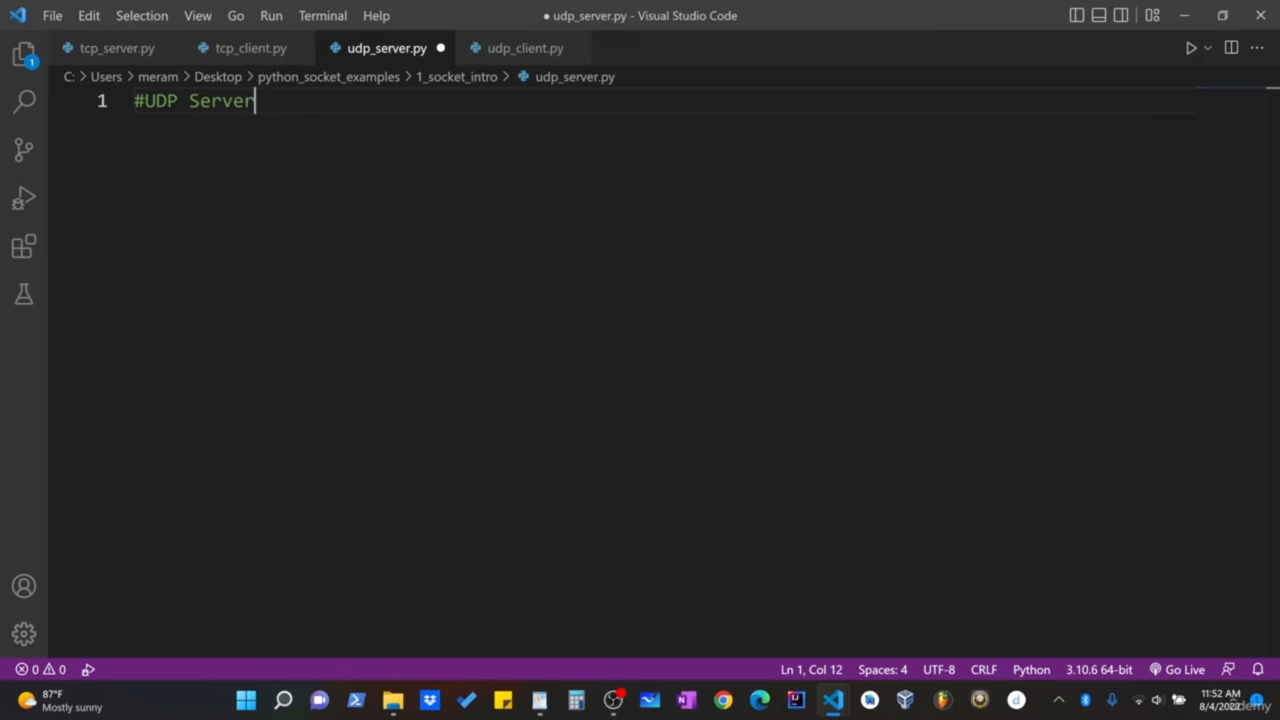 File Edit Selection View Go Run Terminal Help
● udp_server.py - Visual Studio Code
tcp_server.py tcp_client.py udp_server.py udp_client.py
C: > Users > meram > Desktop > python_socket_examples > 1_socket_intro > udp_server.py
1 #UDP Server
1
0 0
Ln 1, Col 12 Spaces: 4 UTF-8 CRLF Python 3.10.6 64-bit Go Live
87°F
Mostly sunny
11:52 AM
8/4/2022